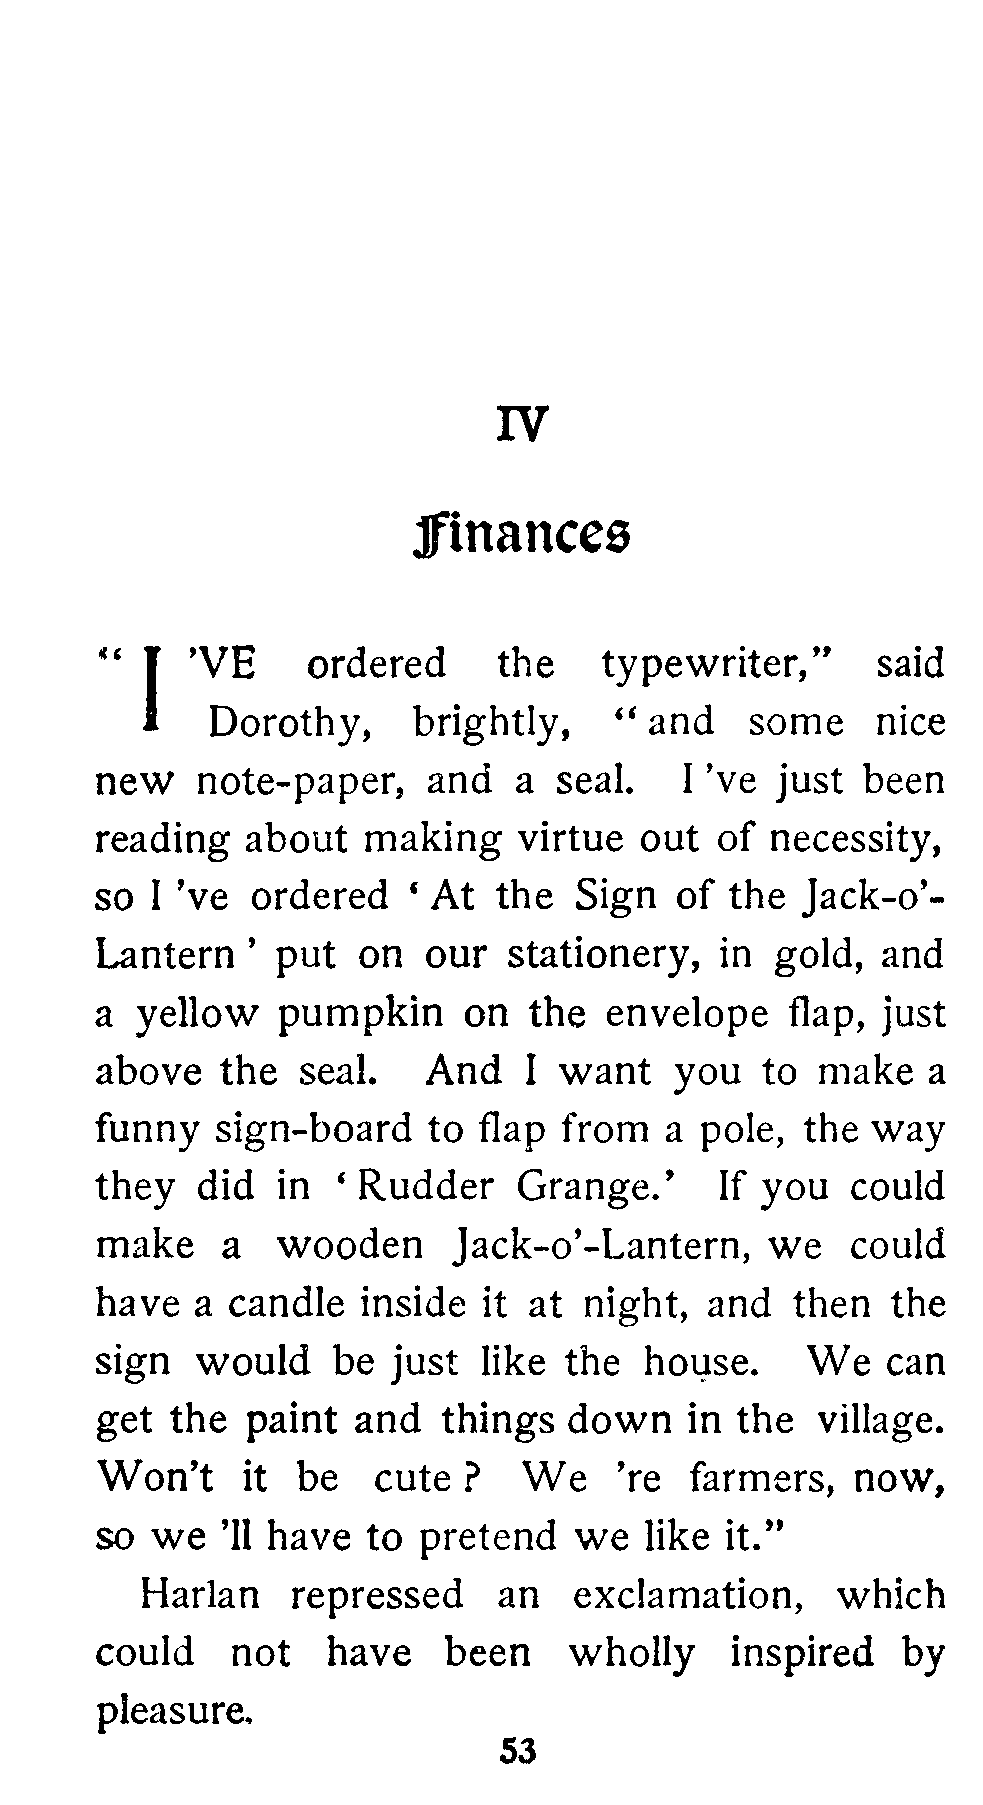 IV
Finances
“I ’VE ordered the typewriter,” said
Dorothy, brightly, “and some nice
new note-paper, and a seal. I ’ve just been
reading about making virtue out of necessity,
so I ’ve ordered ‘At the Sign of the Jack-o’-
Lantern’ put on our stationery, in gold, and
a yellow pumpkin on the envelope flap, just
above the seal. And I want you to make a
funny sign-board to flap from a pole, the way
they did in ‘Rudder Grange.’ If you could
make a wooden Jack-o’-Lantern, we could
have a candle inside it at night, and then the
sign would be just like the house. We can
get the paint and things down in the village.
Won’t it be cute? We ’re farmers, now,
so we ’ll have to pretend we like it.”
Harlan repressed an exclamation, which
could not have been wholly inspired by
pleasure.
53